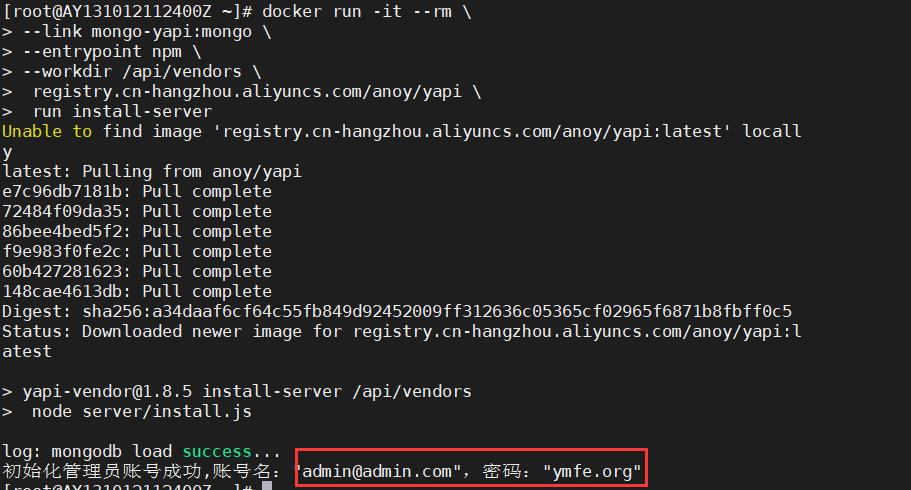 [root@AY131012112400Z ~]# docker run -it --rm \
> --link mongo-yapi:mongo \
> --entrypoint npm \
> --workdir /api/vendors \
>  registry.cn-hangzhou.aliyuncs.com/anoy/yapi \
>  run install-server
Unable to find image 'registry.cn-hangzhou.aliyuncs.com/anoy/yapi:latest' locall
y
latest: Pulling from anoy/yapi
e7c96db7181b: Pull complete
72484f09da35: Pull complete
86bee4bed5f2: Pull complete
f9e983f0fe2c: Pull complete
60b427281623: Pull complete
148cae4613db: Pull complete
Digest: sha256:a34daaf6cf64c55fb849d92452009ff312636c05365cf02965f6871b8fbff0c5
Status: Downloaded newer image for registry.cn-hangzhou.aliyuncs.com/anoy/yapi:l
atest
> yapi-vendor@1.8.5 install-server /api/vendors
>  node server/install.js
log: mongodb load success...
初始化管理员账号成功,账号名："admin@admin.com"，密码："ymfe.org"
[root@AY131012112400Z ~]#